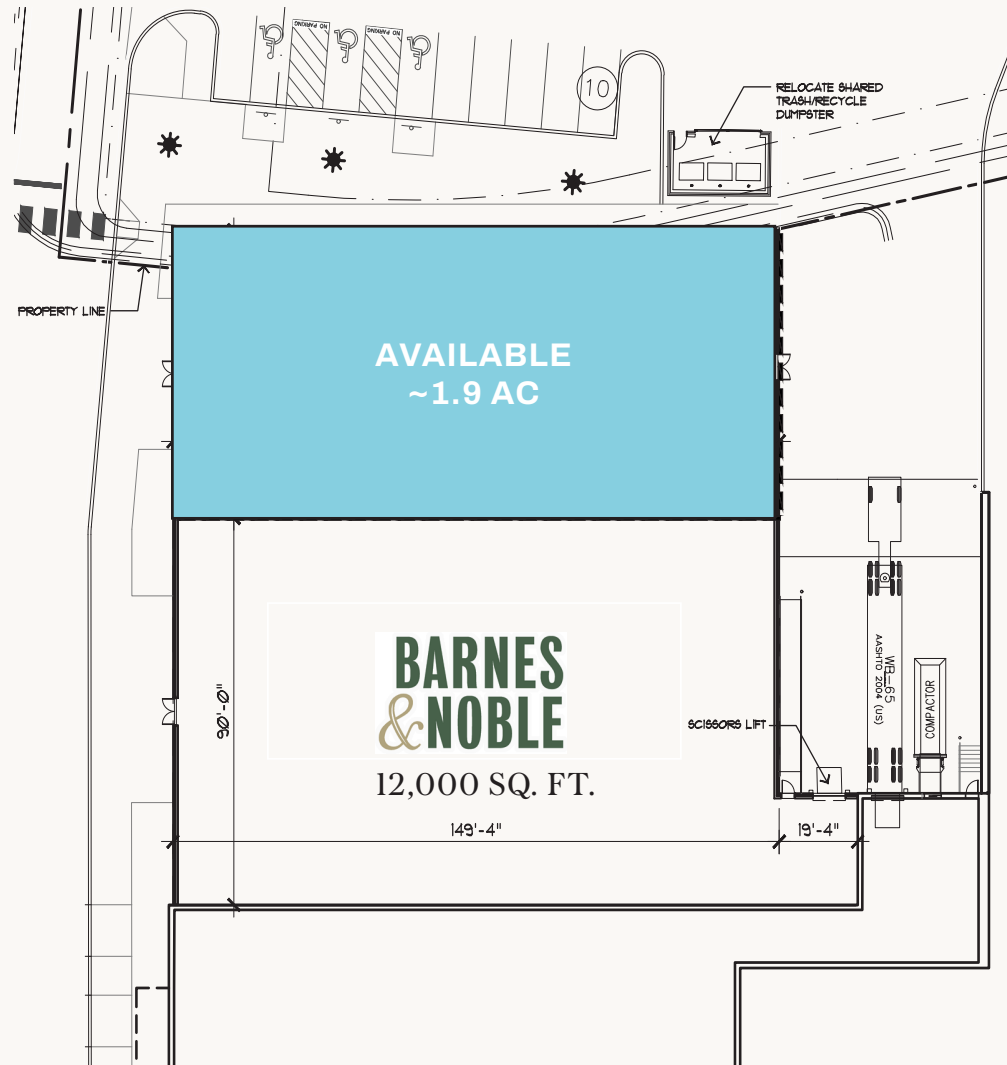 NO PARKING
NO PARKING
10
RELOCATE SHARED
TRASH/RECYCLE
DUMPSTER
PROPERTY LINE
AVAILABLE
~1.9 AC
BARNES
&NOBLE
12,000 SQ. FT.
90'-0"
SCISSORS LIFT
WB-65
AASHTO 2004 (US)
COMPACTOR
149'-4"
19'-4"